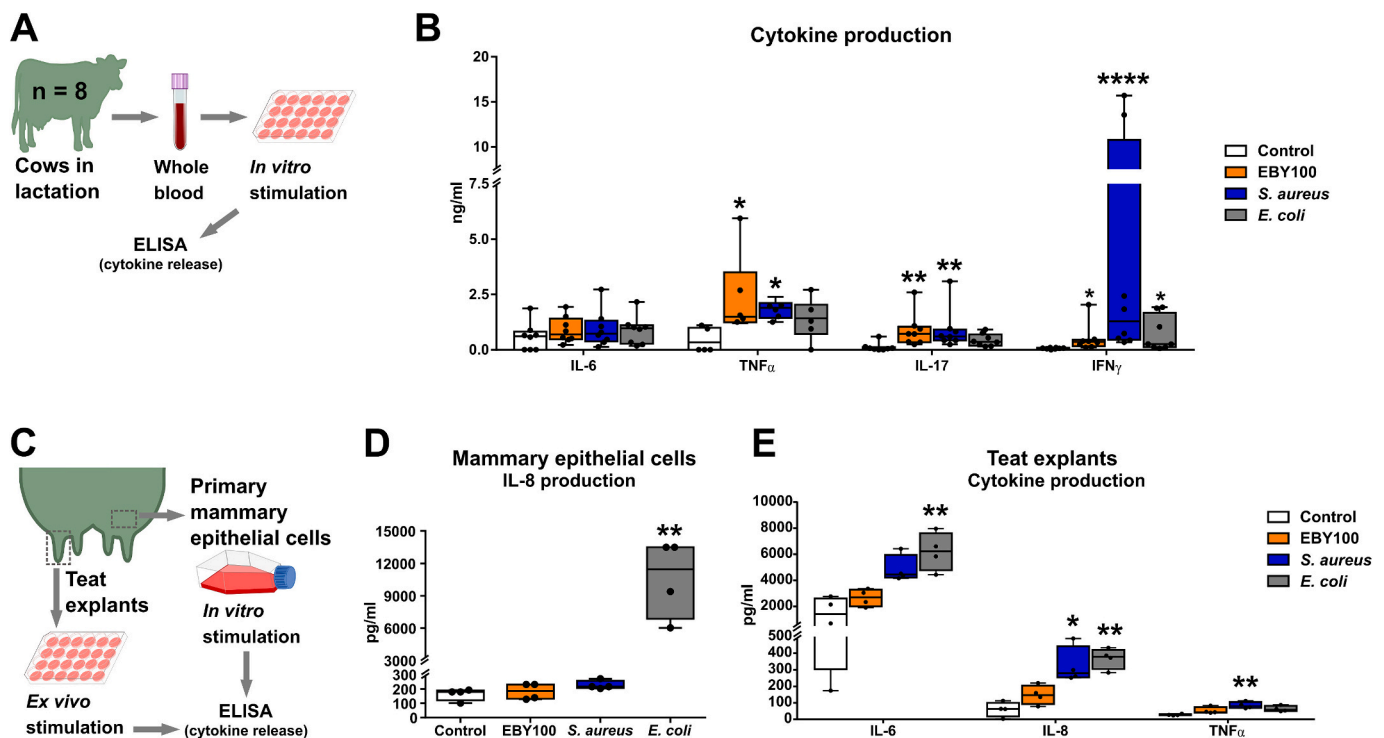 A
n = 8
Cows in
lactation
Whole
blood
In vitro
stimulation
ELISA
(cytokine release)
B
Cytokine production
20
15
10
7.5
5.0
2.5
0.0
ng/ml
*
*
**
**
*
****
*
IL-6
TNFα
IL-17
IFNγ
Control
EBY100
S. aureus
E. coli
C
Primary
mammary
epithelial cells
Teat
explants
In vitro
stimulation
Ex vivo
stimulation
ELISA
(cytokine release)
D
Mammary epithelial cells
IL-8 production
15000
12000
9000
6000
3000
300
200
100
0
pg/ml
**
Control
EBY100
S. aureus
E. coli
E
Teat explants
Cytokine production
10000
8000
6000
4000
2000
500
400
300
200
100
0
pg/ml
**
*
**
**
IL-6
IL-8
TNFα
Control
EBY100
S. aureus
E. coli